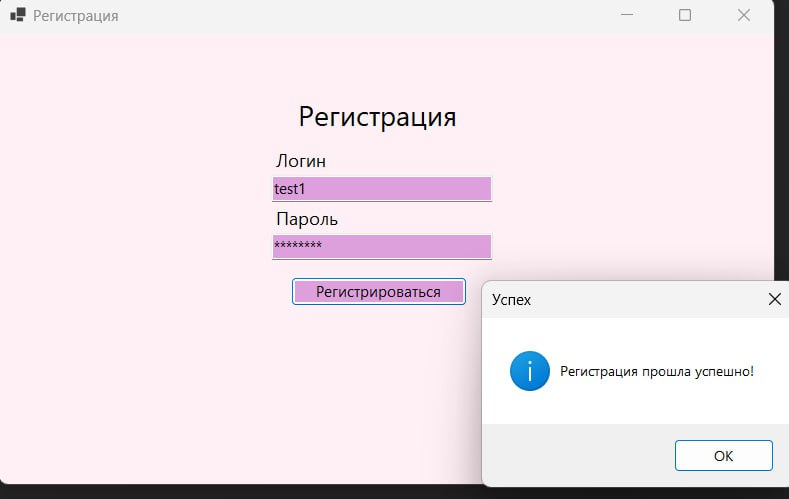 Регистрация
Регистрация
Логин
test1
Пароль
********
Регистрироваться
Успех
Регистрация прошла успешно!
OK